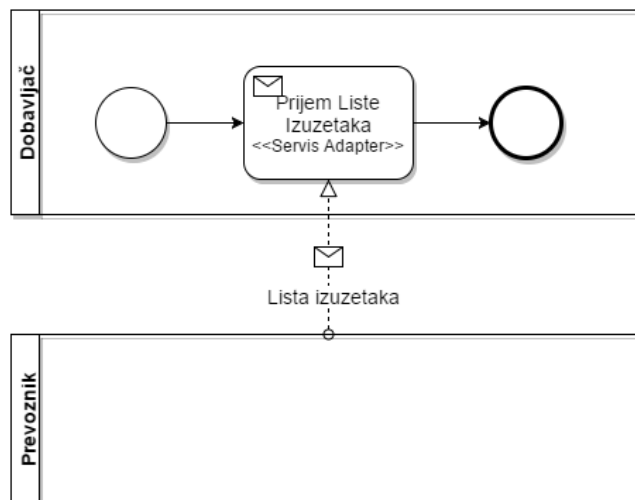 Dobavljač
Prijem Liste
Izuzetaka
<<Servis Adapter>>
Lista izuzetaka
Prevoznik